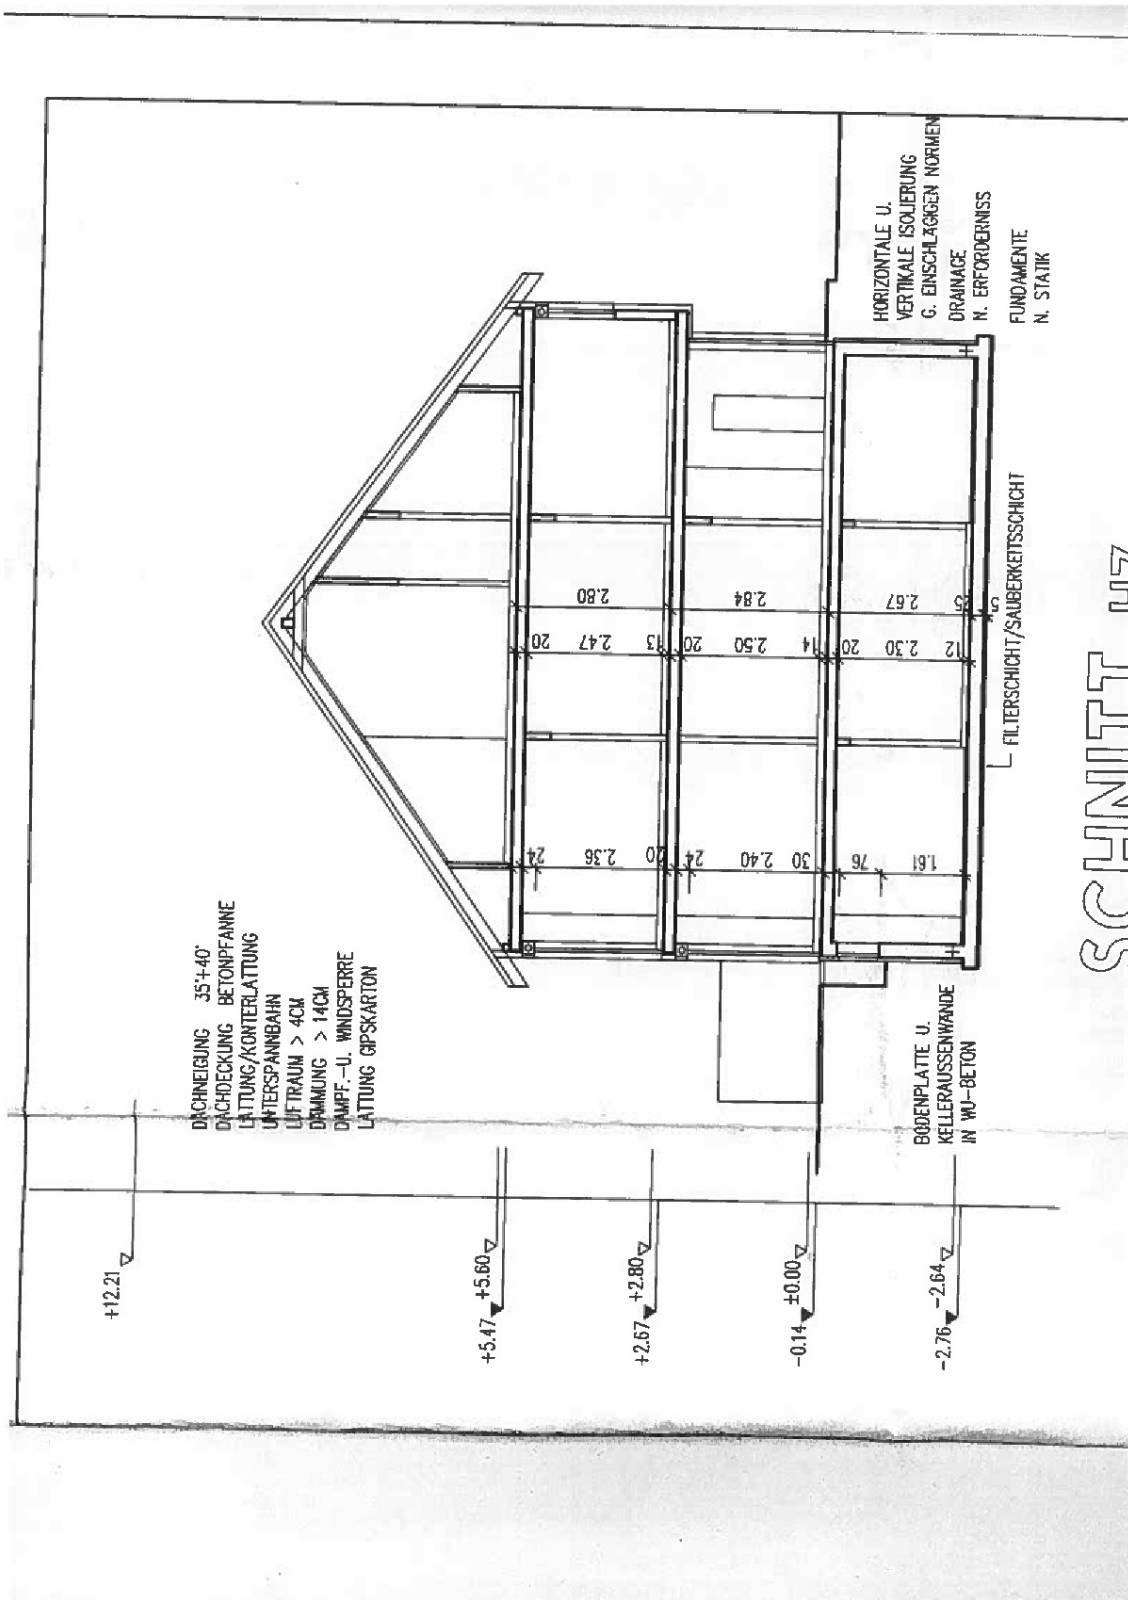 DACHNEIGUNG 35°+40°
DACHDECKUNG BETONPFANNE
LATTUNG/KONTERLATTUNG
UNTERSPANNBAHN
LUFTRAUM > 4CM
DÄMMUNG > 14CM
DAMPF.-U. WINDSPERRE
LATTUNG GIPSKARTON
+12.21
+5.47 +5.60
+2.67 +2.80
-0.14 ±0.00
-2.76 -2.64
24
2.36
20
24
2.40
30
76
1.61
20
2.47
13
20
2.50
14
20
2.30
12
2.80
2.84
2.67
25
5
BODENPLATTE U.
KELLERAUSSENWÄNDE
IN WU-BETON
FILTERSCHICHT/SAUBERKEITSSCHICHT
HORIZONTALE U.
VERTIKALE ISOLIERUNG
G. EINSCHLÄGIGEN NORMEN
DRAINAGE
N. ERFORDERNISS
FUNDAMENTE
N. STATIK
SCHNITT